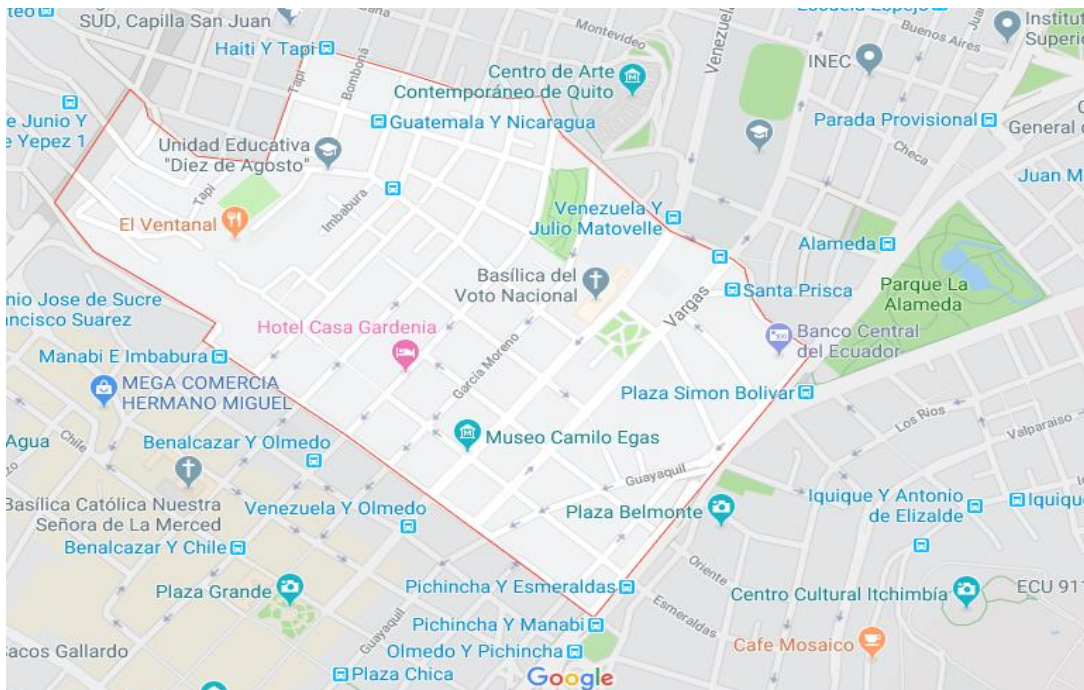 SUD, Capilla San Juan
Haiti Y Tapi
Tapi
Bomboná
Montevideo
Venezuela
Buenos Aires
INEC
Centro de Arte
Contemporáneo de Quito
Guatemala Y Nicaragua
Parada Provisional
General
Checa
e Junio Y
Yepez 1
Unidad Educativa
"Diez de Agosto"
Tapi
Imbabura
El Ventanal
Venezuela Y
Julio Matovelle
Alameda
Juan M
Basílica del
Voto Nacional
Santa Prisca
Vargas
Parque La
Alameda
nio Jose de Sucre
ncisco Suarez
Hotel Casa Gardenia
García Moreno
Banco Central
del Ecuador
Manabi E Imbabura
MEGA COMERCIA
HERMANO MIGUEL
Plaza Simon Bolivar
Los Ríos
Valparaiso
Agua
Chile
Benalcazar Y Olmedo
Museo Camilo Egas
Guayaquil
Basílica Católica Nuestra
Señora de La Merced
Venezuela Y Olmedo
Plaza Belmonte
Iquique Y Antonio
de Elizalde
Iquiqu
Benalcazar Y Chile
Oriente
Plaza Grande
Pichincha Y Esmeraldas
Esmeraldas
Centro Cultural Itchimbía
ECU 911
Guayaquil
Pichincha Y Manabi
Cafe Mosaico
acos Gallardo
Olmedo Y Pichincha
Plaza Chica
Google